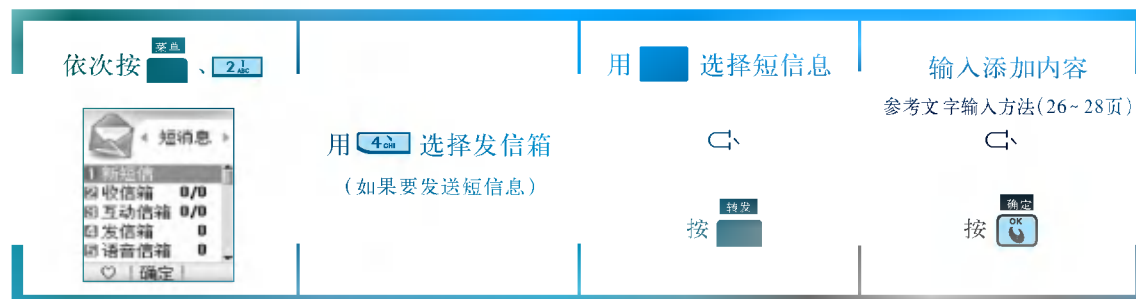 菜单
依次按 、2 ABC
短消息
1 新短信
2 收信箱 0/0
3 互动信箱 0/0
4 发信箱 0
5 语音信箱 0
确定
用 4 GHI 选择发信箱
(如果要发送短信息)
用 选择短信息
转发
按
输入添加内容
参考文字输入方法(26~28页)
确定
按 OK